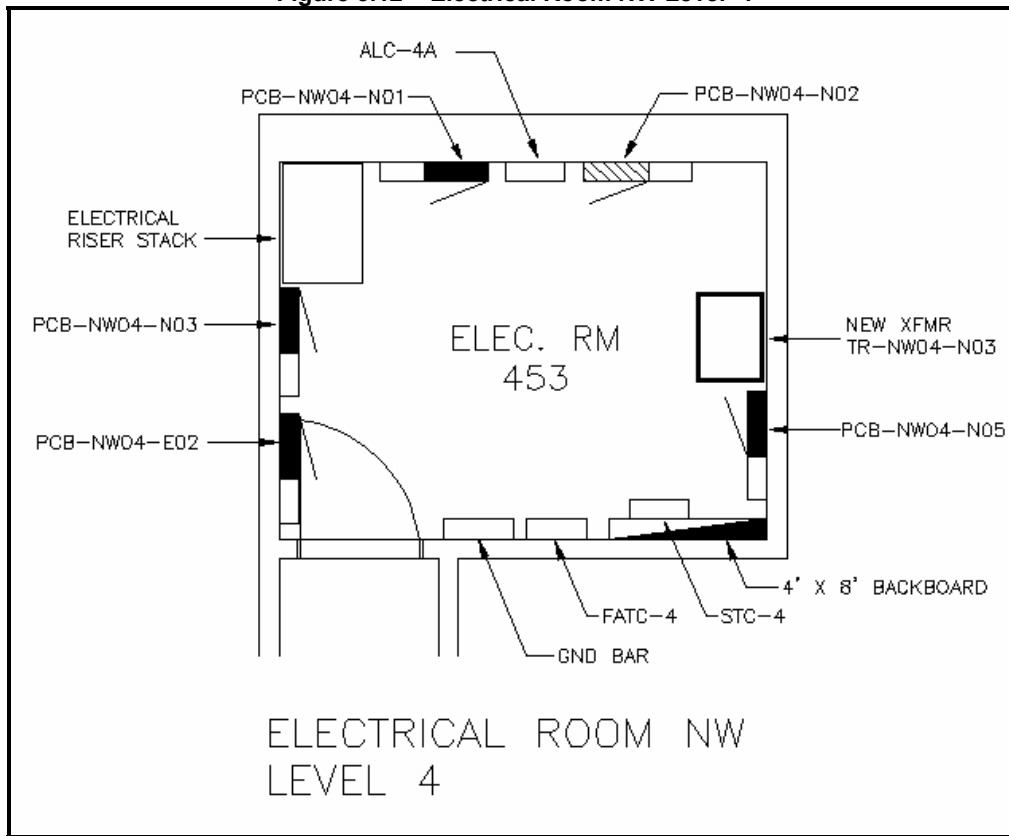 ALC-4A
PCB-NW04-N01
PCB-NW04-N02
ELECTRICAL
RISER STACK
PCB-NW04-N03
ELEC. RM
453
NEW XFMR
TR-NW04-N03
PCB-NW04-E02
PCB-NW04-N05
4' X 8' BACKBOARD
FATC-4
STC-4
GND BAR
ELECTRICAL ROOM NW
LEVEL 4